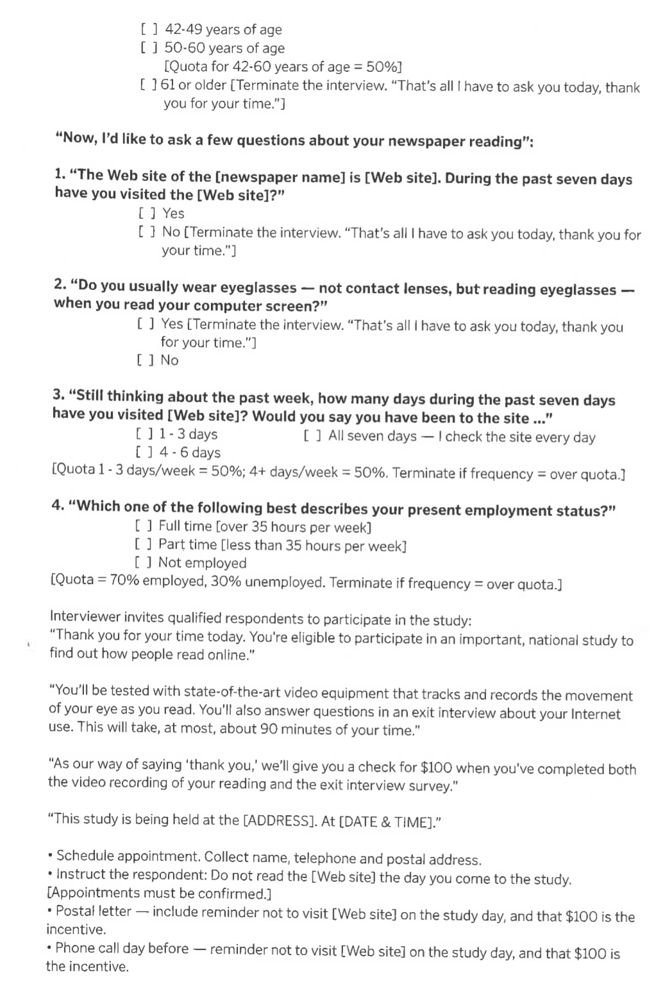 [ ] 42-49 years of age
[ ] 50-60 years of age
[Quota for 42-60 years of age = 50%]
[ ] 61 or older [Terminate the interview. “That’s all I have to ask you today, thank
you for your time.”]
“Now, I’d like to ask a few questions about your newspaper reading”:
1. “The Web site of the [newspaper name] is [Web site]. During the past seven days
have you visited the [Web site]?”
[ ] Yes
[ ] No [Terminate the interview. “That’s all I have to ask you today, thank you for
your time.”]
2. “Do you usually wear eyeglasses — not contact lenses, but reading eyeglasses —
when you read your computer screen?”
[ ] Yes [Terminate the interview. “That’s all I have to ask you today, thank you
for your time.”]
[ ] No
3. “Still thinking about the past week, how many days during the past seven days
have you visited [Web site]? Would you say you have been to the site ...”
[ ] 1 - 3 days [ ] All seven days — I check the site every day
[ ] 4 - 6 days
[Quota 1 - 3 days/week = 50%; 4+ days/week = 50%. Terminate if frequency = over quota.]
4. “Which one of the following best describes your present employment status?”
[ ] Full time [over 35 hours per week]
[ ] Part time [less than 35 hours per week]
[ ] Not employed
[Quota = 70% employed, 30% unemployed. Terminate if frequency = over quota.]
Interviewer invites qualified respondents to participate in the study:
“Thank you for your time today. You're eligible to participate in an important, national study to
find out how people read online.”
“You’ll be tested with state-of-the-art video equipment that tracks and records the movement
of your eye as you read. You'll also answer questions in an exit interview about your Internet
use. This will take, at most, about 90 minutes of your time.”
“As our way of saying ‘thank you,’ we’ll give you a check for $100 when you've completed both
the video recording of your reading and the exit interview survey.”
“This study is being held at the [ADDRESS]. At [DATE & TIME].”
• Schedule appointment. Collect name, telephone and postal address.
• Instruct the respondent: Do not read the [Web site] the day you come to the study.
[Appointments must be confirmed.]
• Postal letter — include reminder not to visit [Web site] on the study day, and that $100 is the
incentive.
• Phone call day before — reminder not to visit [Web site] on the study day, and that $100 is
the incentive.